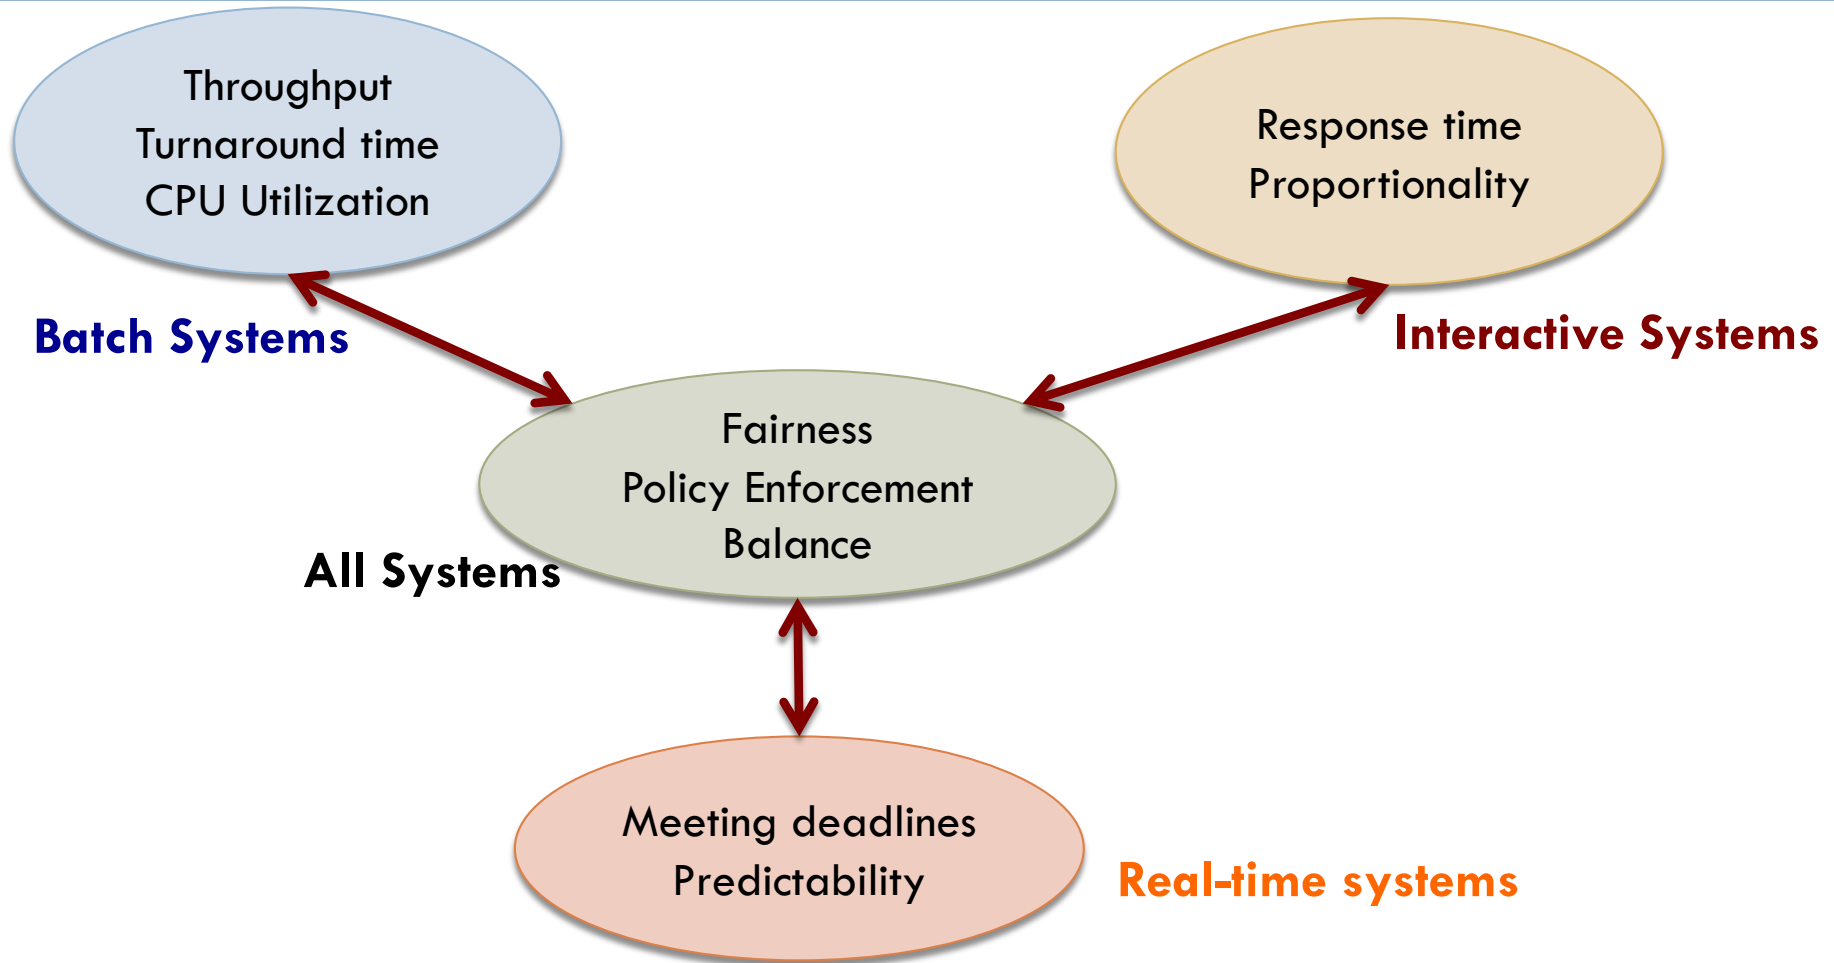 Throughput
Turnaround time
CPU Utilization
Response time
Proportionality
Batch Systems
Interactive Systems
Fairness
Policy Enforcement
Balance
All Systems
Meeting deadlines
Predictability
Real-time systems